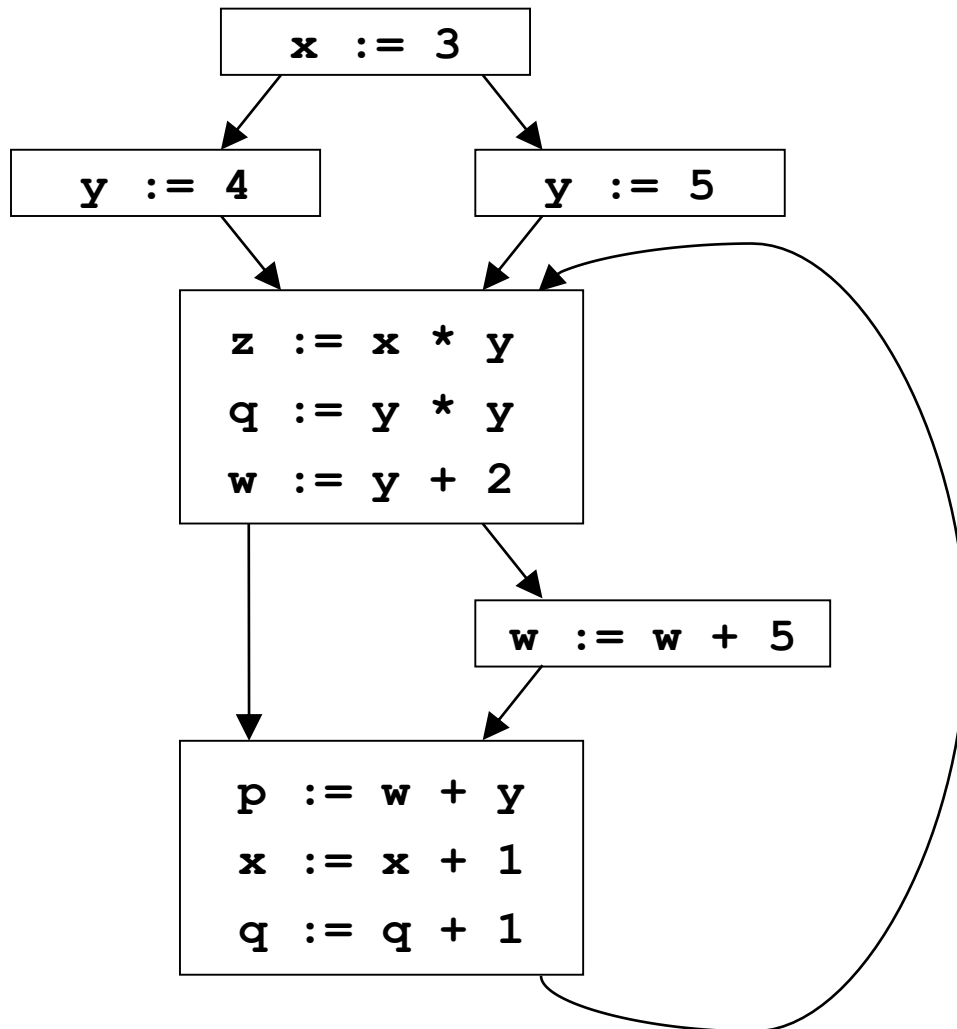 x := 3
y := 4
y := 5
z := x * y
q := y * y
w := y + 2
w := w + 5
p := w + y
x := x + 1
q := q + 1